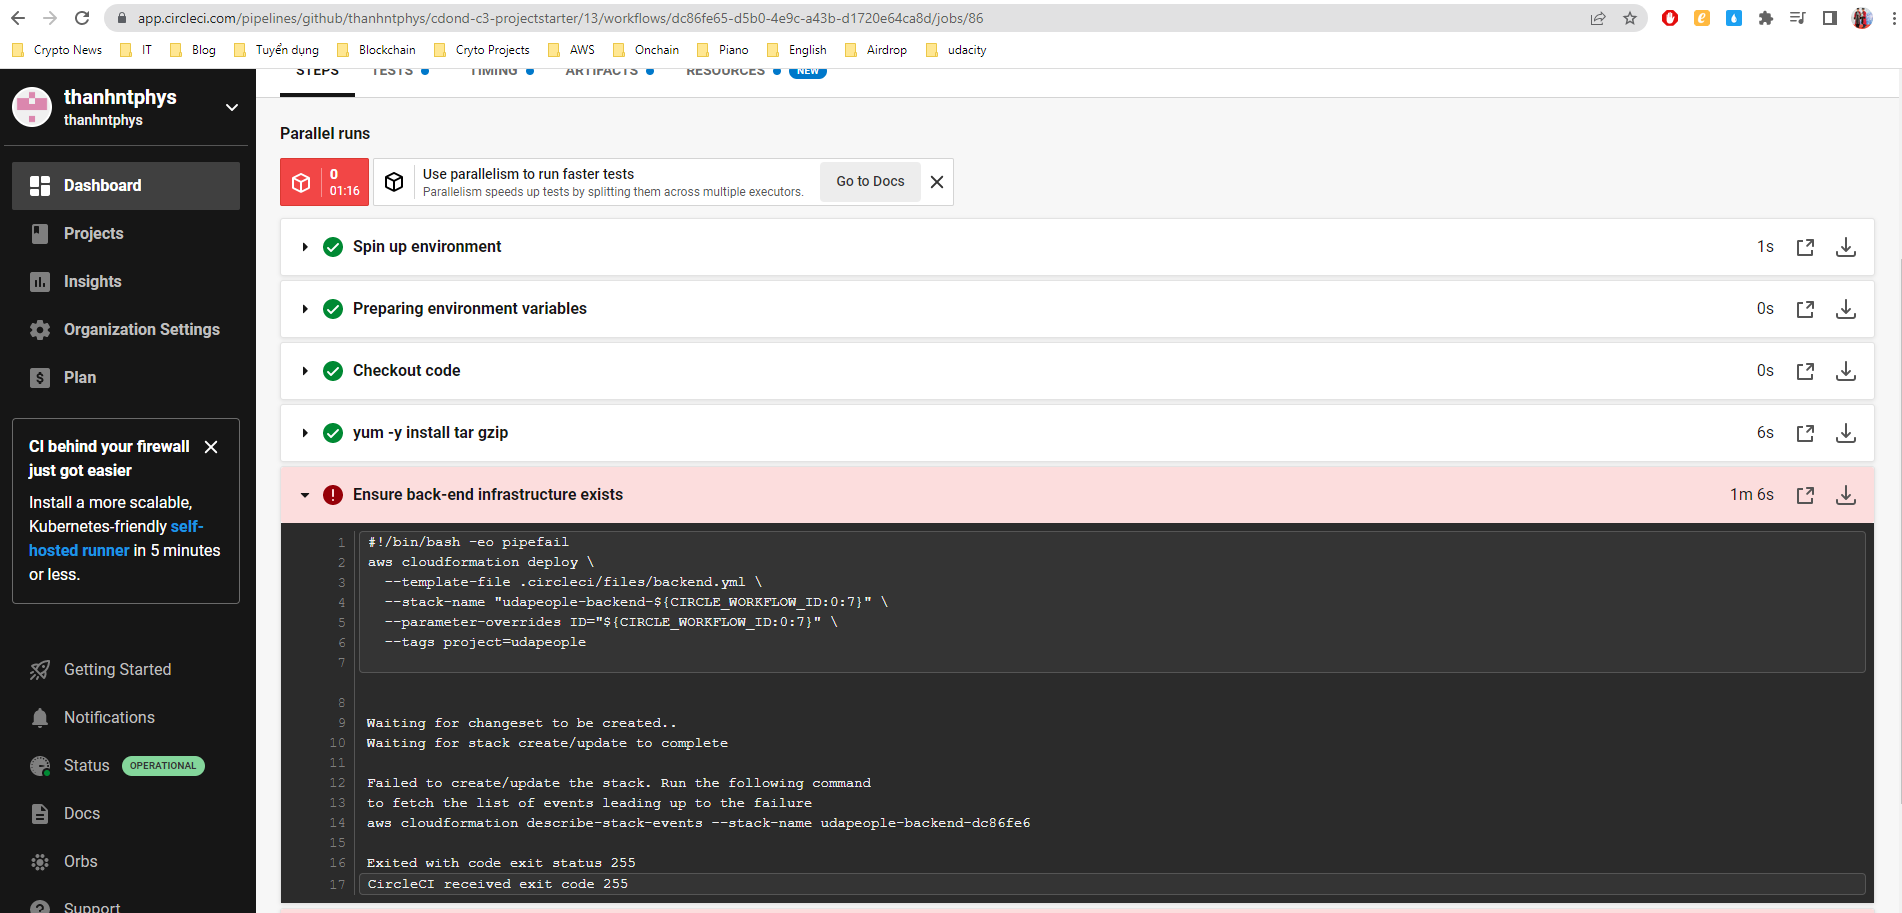 app.circleci.com/pipelines/github/thanhntphys/cdond-c3-projectstarter/13/workflows/dc86fe65-d5b0-4e9c-a43b-d1720e64ca8d/jobs/86
Crypto News IT Blog Tuyển dụng Blockchain Cryto Projects AWS Onchain Piano English Airdrop udacity
thanhntphys
thanhntphys
Dashboard
Projects
Insights
Organization Settings
Plan
CI behind your firewall
just got easier
Install a more scalable,
Kubernetes-friendly self-
hosted runner in 5 minutes
or less.
Getting Started
Notifications
Status OPERATIONAL
Docs
Orbs
Support
STEPS TESTS TIMING ARTIFACTS RESOURCES NEW
Parallel runs
0
01:16
Use parallelism to run faster tests
Parallelism speeds up tests by splitting them across multiple executors.
Go to Docs
Spin up environment 1s
Preparing environment variables 0s
Checkout code 0s
yum -y install tar gzip 6s
Ensure back-end infrastructure exists 1m 6s
1 #!/bin/bash -eo pipefail
2 aws cloudformation deploy \
3 --template-file .circleci/files/backend.yml \
4 --stack-name "udapeople-backend-${CIRCLE_WORKFLOW_ID:0:7}" \
5 --parameter-overrides ID="${CIRCLE_WORKFLOW_ID:0:7}" \
6 --tags project=udapeople
7
8
9 Waiting for changeset to be created..
10 Waiting for stack create/update to complete
11
12 Failed to create/update the stack. Run the following command
13 to fetch the list of events leading up to the failure
14 aws cloudformation describe-stack-events --stack-name udapeople-backend-dc86fe6
15
16 Exited with code exit status 255
17 CircleCI received exit code 255